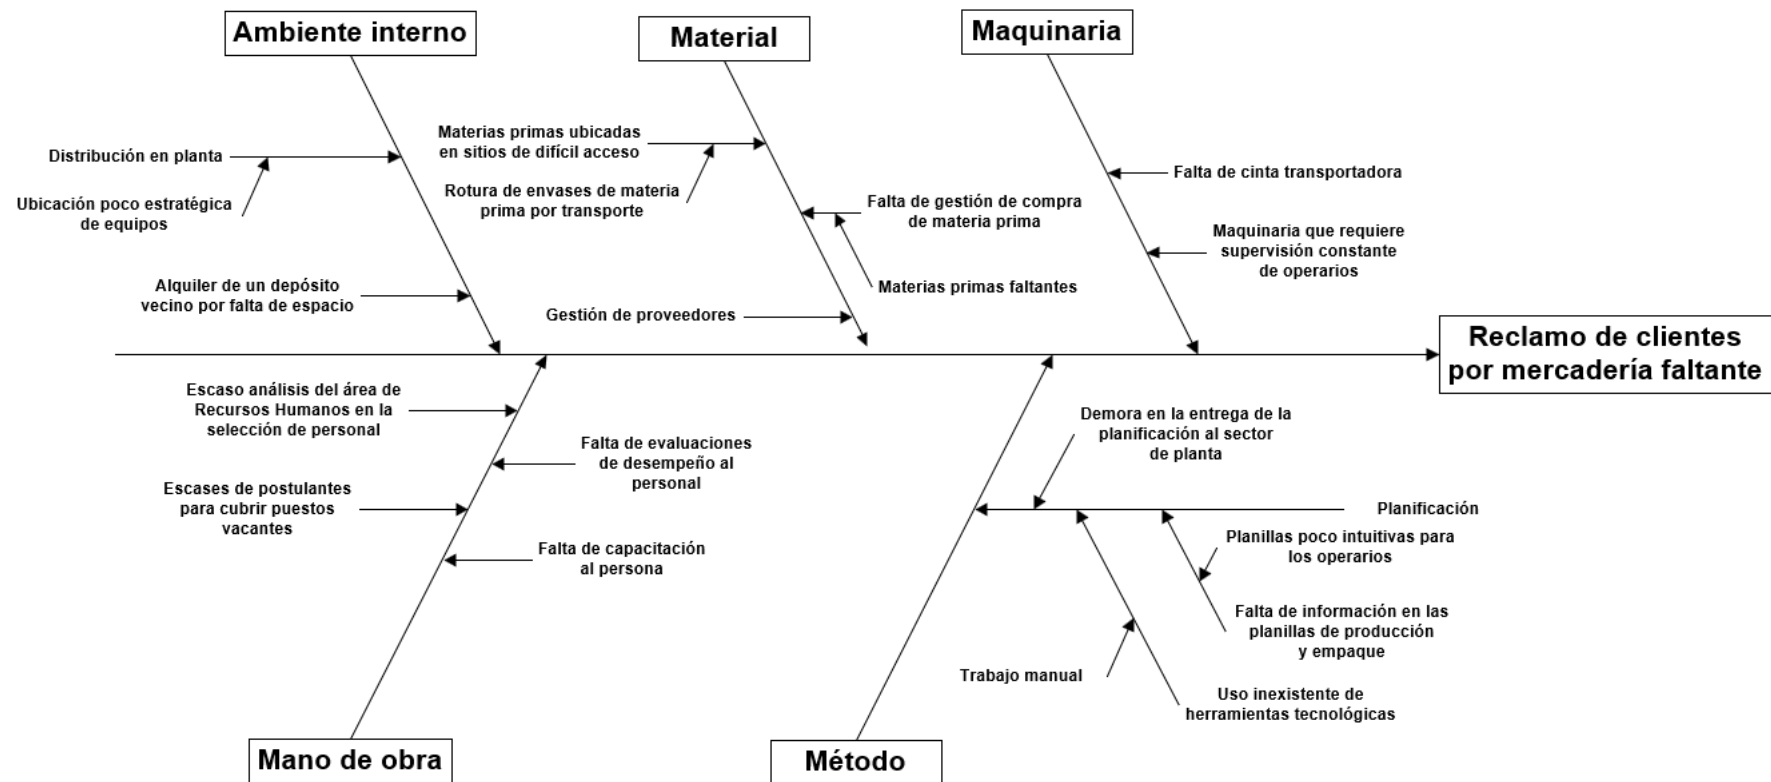 Ambiente interno
Material
Maquinaria
Distribución en planta
Ubicación poco estratégica
de equipos
Alquiler de un depósito
vecino por falta de espacio
Materias primas ubicadas
en sitios de difícil acceso
Rotura de envases de materia
prima por transporte
Falta de gestión de compra
de materia prima
Materias primas faltantes
Gestión de proveedores
Falta de cinta transportadora
Maquinaria que requiere
supervisión constante
de operarios
Reclamo de clientes
por mercadería faltante
Escaso análisis del área de
Recursos Humanos en la
selección de personal
Falta de evaluaciones
de desempeño al
personal
Escases de postulantes
para cubrir puestos
vacantes
Falta de capacitación
al persona
Demora en la entrega de la
planificación al sector
de planta
Planificación
Planillas poco intuitivas para
los operarios
Falta de información en las
planillas de producción
y empaque
Trabajo manual
Uso inexistente de
herramientas tecnológicas
Mano de obra
Método